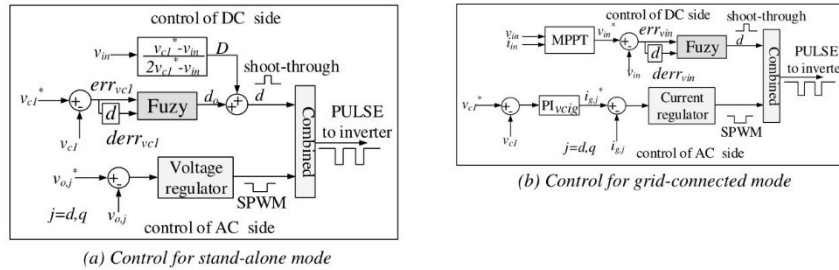 control of DC side
v_in
v_c1* - v_in
2v_c1* - v_in
D
shoot-through
v_c1*
err_vc1
d
Fuzy
d_o
d
v_c1
derr_vc1
Combined
PULSE
to inverter
v_o,j*
Voltage
regulator
SPWM
j=d,q
v_o,j
control of AC side
(a) Control for stand-alone mode
control of DC side
shoot-through
v_in
i_in
MPPT
v_in*
err_vin
d
Fuzy
d
v_in
derr_vin
Combined
PULSE
to inverter
v_c1*
PI_vcig
i_g,j*
Current
regulator
v_c1
i_g,j
j=d,q
SPWM
control of AC side
(b) Control for grid-connected mode